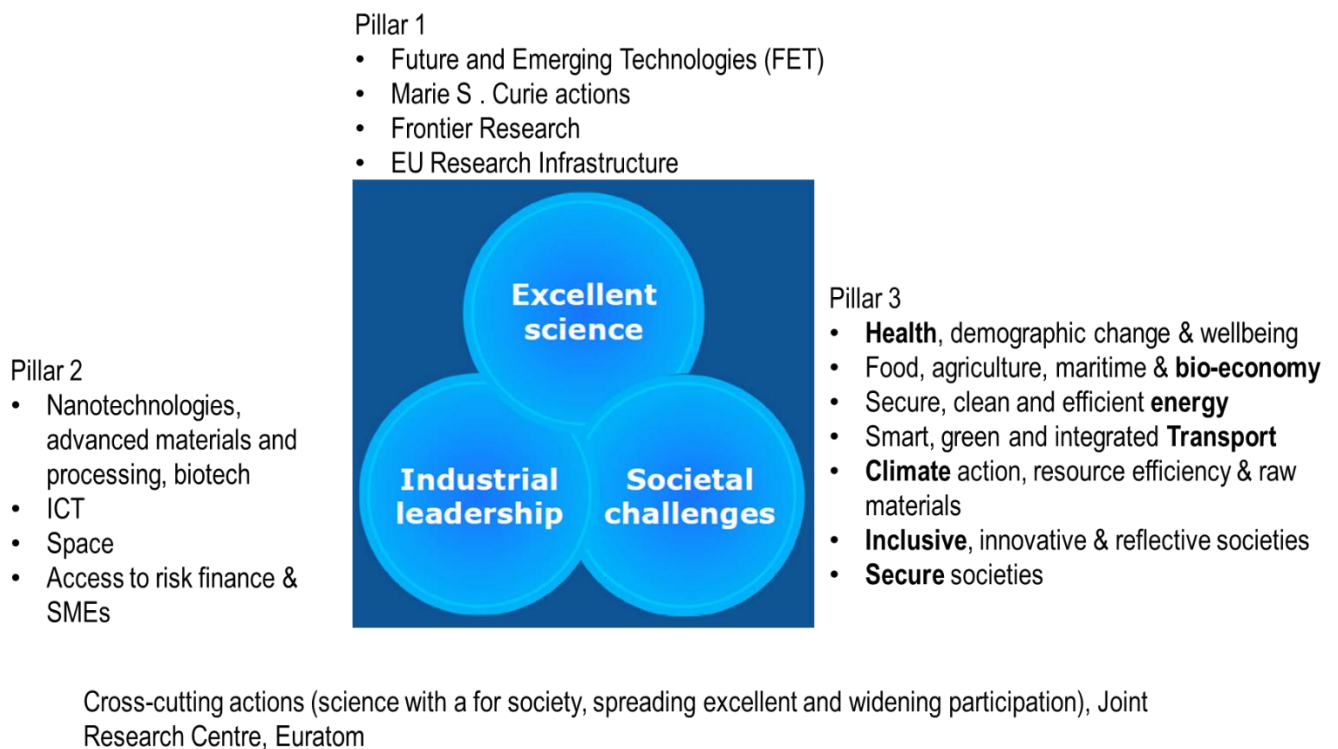 Pillar 1
• Future and Emerging Technologies (FET)
• Marie S . Curie actions
• Frontier Research
• EU Research Infrastructure
Excellent
science
Industrial
leadership
Societal
challenges
Pillar 2
• Nanotechnologies,
advanced materials and
processing, biotech
• ICT
• Space
• Access to risk finance &
SMEs
Pillar 3
• Health, demographic change & wellbeing
• Food, agriculture, maritime & bio-economy
• Secure, clean and efficient energy
• Smart, green and integrated Transport
• Climate action, resource efficiency & raw
materials
• Inclusive, innovative & reflective societies
• Secure societies
Cross-cutting actions (science with a for society, spreading excellent and widening participation), Joint
Research Centre, Euratom